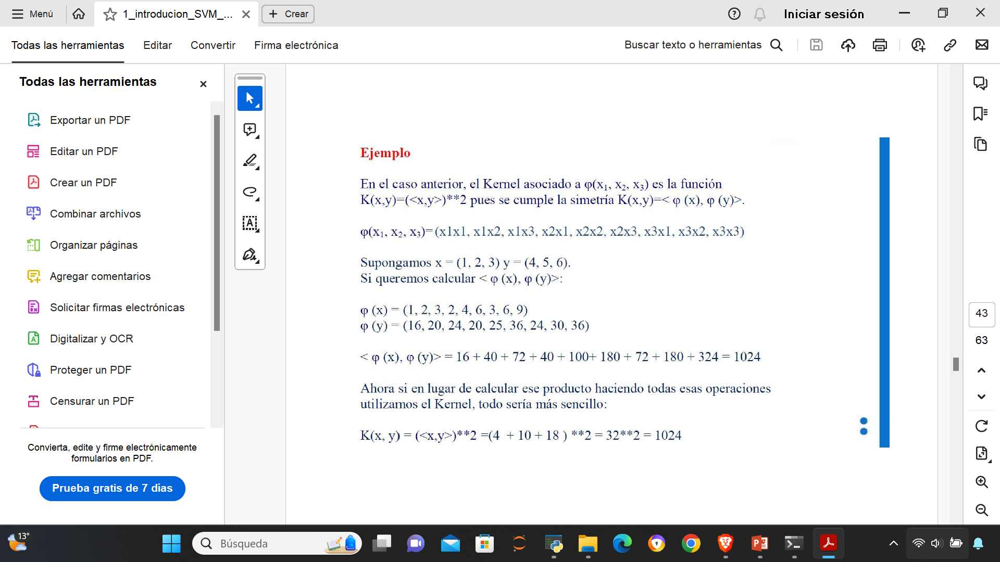 Menú
1_introducion_SVM_...
Crear
Iniciar sesión
Todas las herramientas
Editar
Convertir
Firma electrónica
Buscar texto o herramientas
Todas las herramientas
Exportar un PDF
Editar un PDF
Crear un PDF
Combinar archivos
Organizar páginas
Agregar comentarios
Solicitar firmas electrónicas
Digitalizar y OCR
Proteger un PDF
Censurar un PDF
Convierta, edite y firme electrónicamente
formularios en PDF.
Prueba gratis de 7 días
Ejemplo
En el caso anterior, el Kernel asociado a φ(x₁, x₂, x₃) es la función
K(x,y)=(<x,y>)**2 pues se cumple la simetría K(x,y)=< φ (x), φ (y)>.
φ(x₁, x₂, x₃)=(x1x1, x1x2, x1x3, x2x1, x2x2, x2x3, x3x1, x3x2, x3x3)
Supongamos x = (1, 2, 3) y = (4, 5, 6).
Si queremos calcular < φ (x), φ (y)>:
φ (x) = (1, 2, 3, 2, 4, 6, 3, 6, 9)
φ (y) = (16, 20, 24, 20, 25, 36, 24, 30, 36)
< φ (x), φ (y)> = 16 + 40 + 72 + 40 + 100+ 180 + 72 + 180 + 324 = 1024
Ahora si en lugar de calcular ese producto haciendo todas esas operaciones
utilizamos el Kernel, todo sería más sencillo:
K(x, y) = (<x,y>)**2 =(4 + 10 + 18 ) **2 = 32**2 = 1024
43
63
13°
Búsqueda